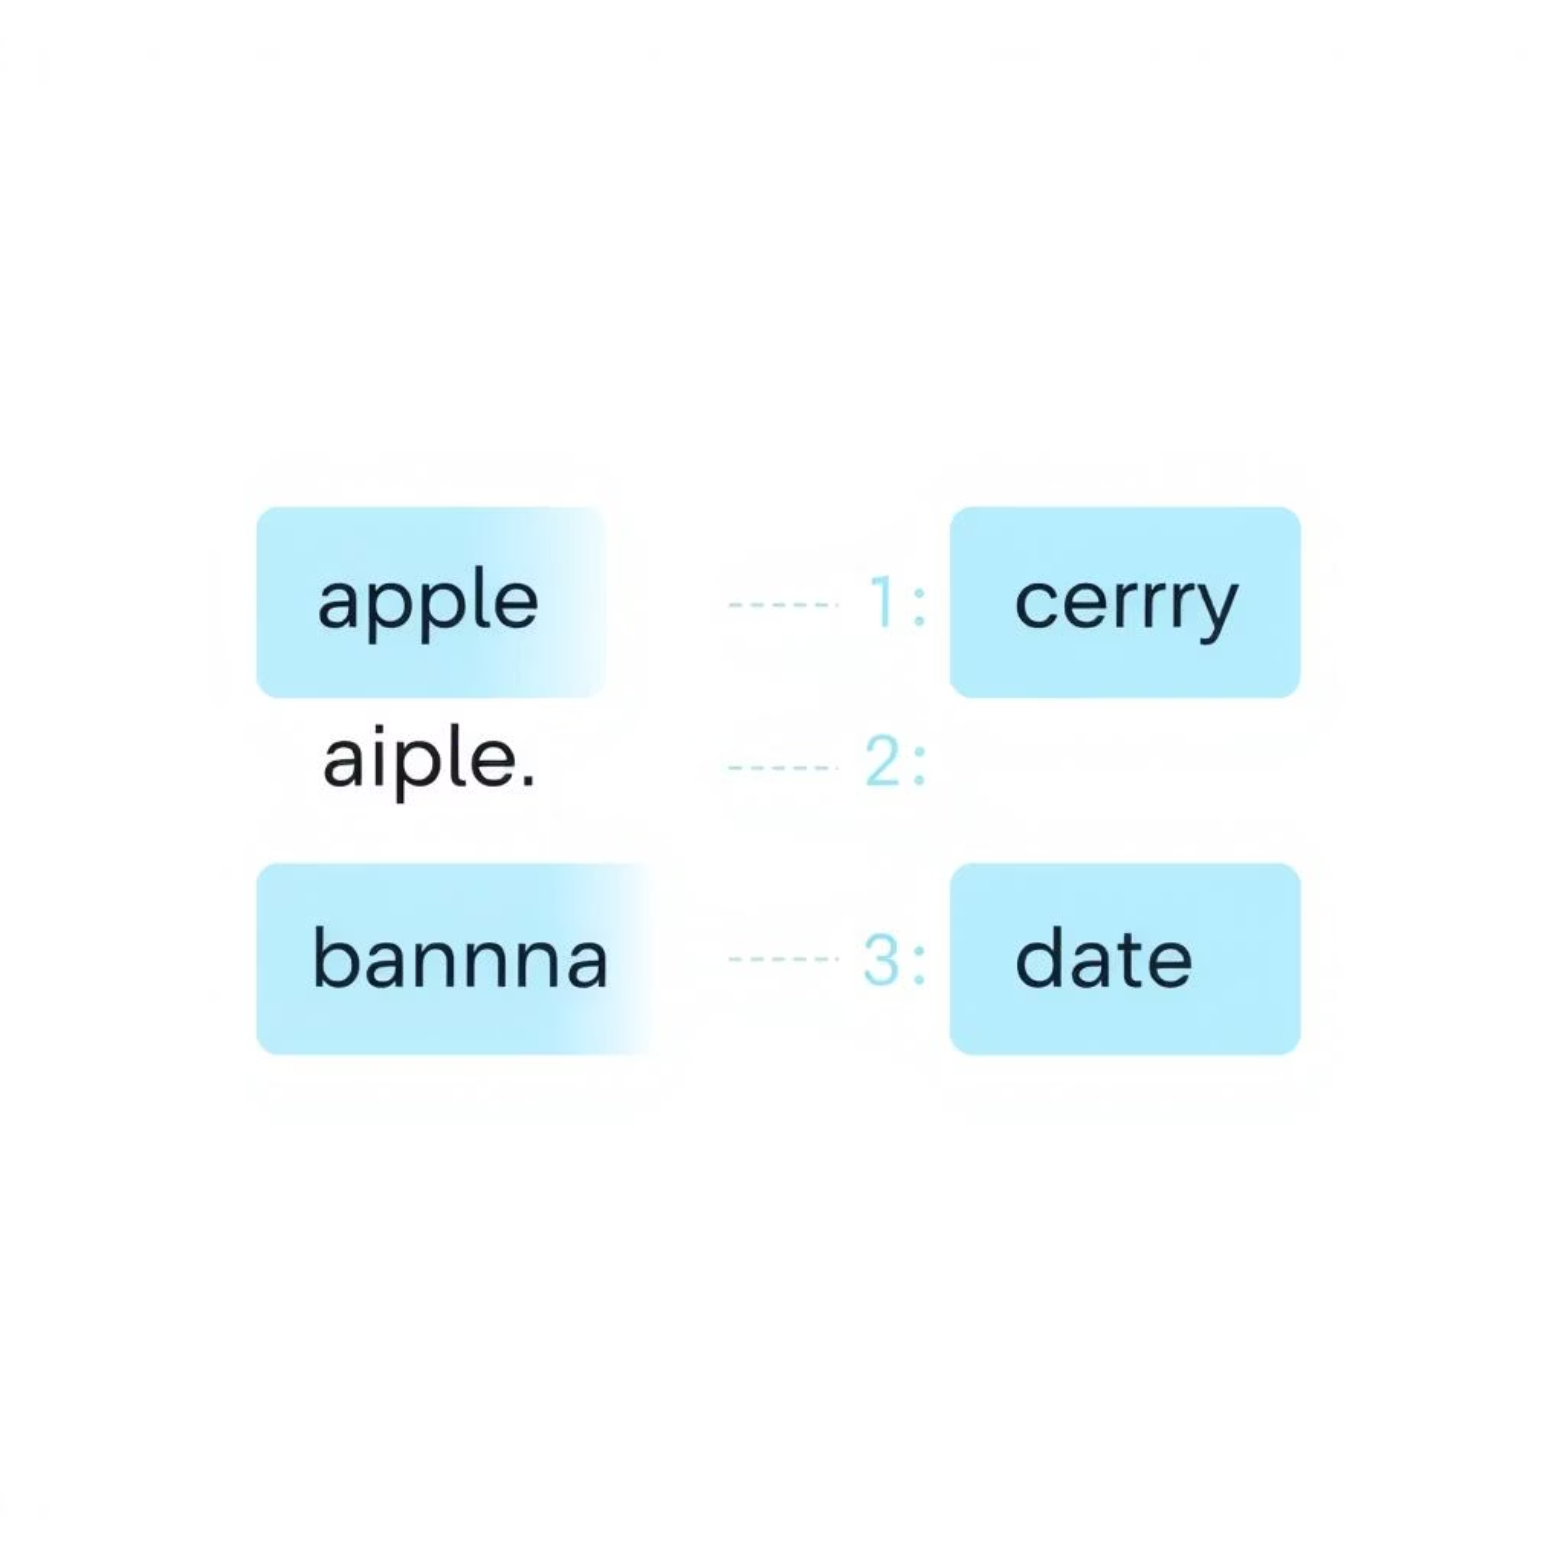 apple ----- 1: cerrry
aiple. ----- 2:
bannna ----- 3: date